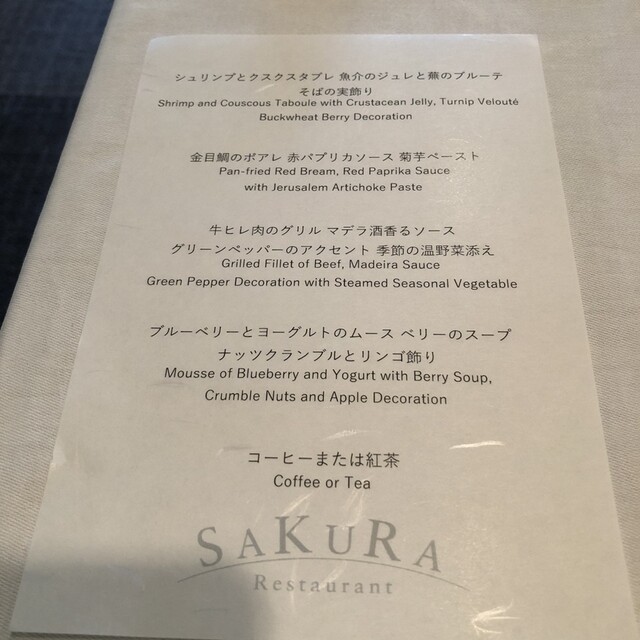 シュリンプとクスクスタブレ 魚介のジュレと蕪のブルーテ
そばの実飾り
Shrimp and Couscous Taboule with Crustacean Jelly, Turnip Velouté
Buckwheat Berry Decoration
金目鯛のポアレ 赤パプリカソース 菊芋ペースト
Pan-fried Red Bream, Red Paprika Sauce
with Jerusalem Artichoke Paste
牛ヒレ肉のグリル マデラ酒香るソース
グリーンペッパーのアクセント 季節の温野菜添え
Grilled Fillet of Beef, Madeira Sauce
Green Pepper Decoration with Steamed Seasonal Vegetable
ブルーベリーとヨーグルトのムース ベリーのスープ
ナッツクランブルとリンゴ飾り
Mousse of Blueberry and Yogurt with Berry Soup,
Crumble Nuts and Apple Decoration
コーヒーまたは紅茶
Coffee or Tea
SAKURA
Restaurant